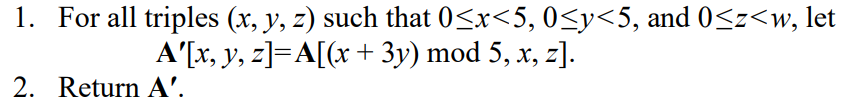 1. For all triples (x, y, z) such that 0≤x<5, 0≤y<5, and 0≤z<w, let
A′[x, y, z]=A[(x + 3y) mod 5, x, z].
2. Return A′.